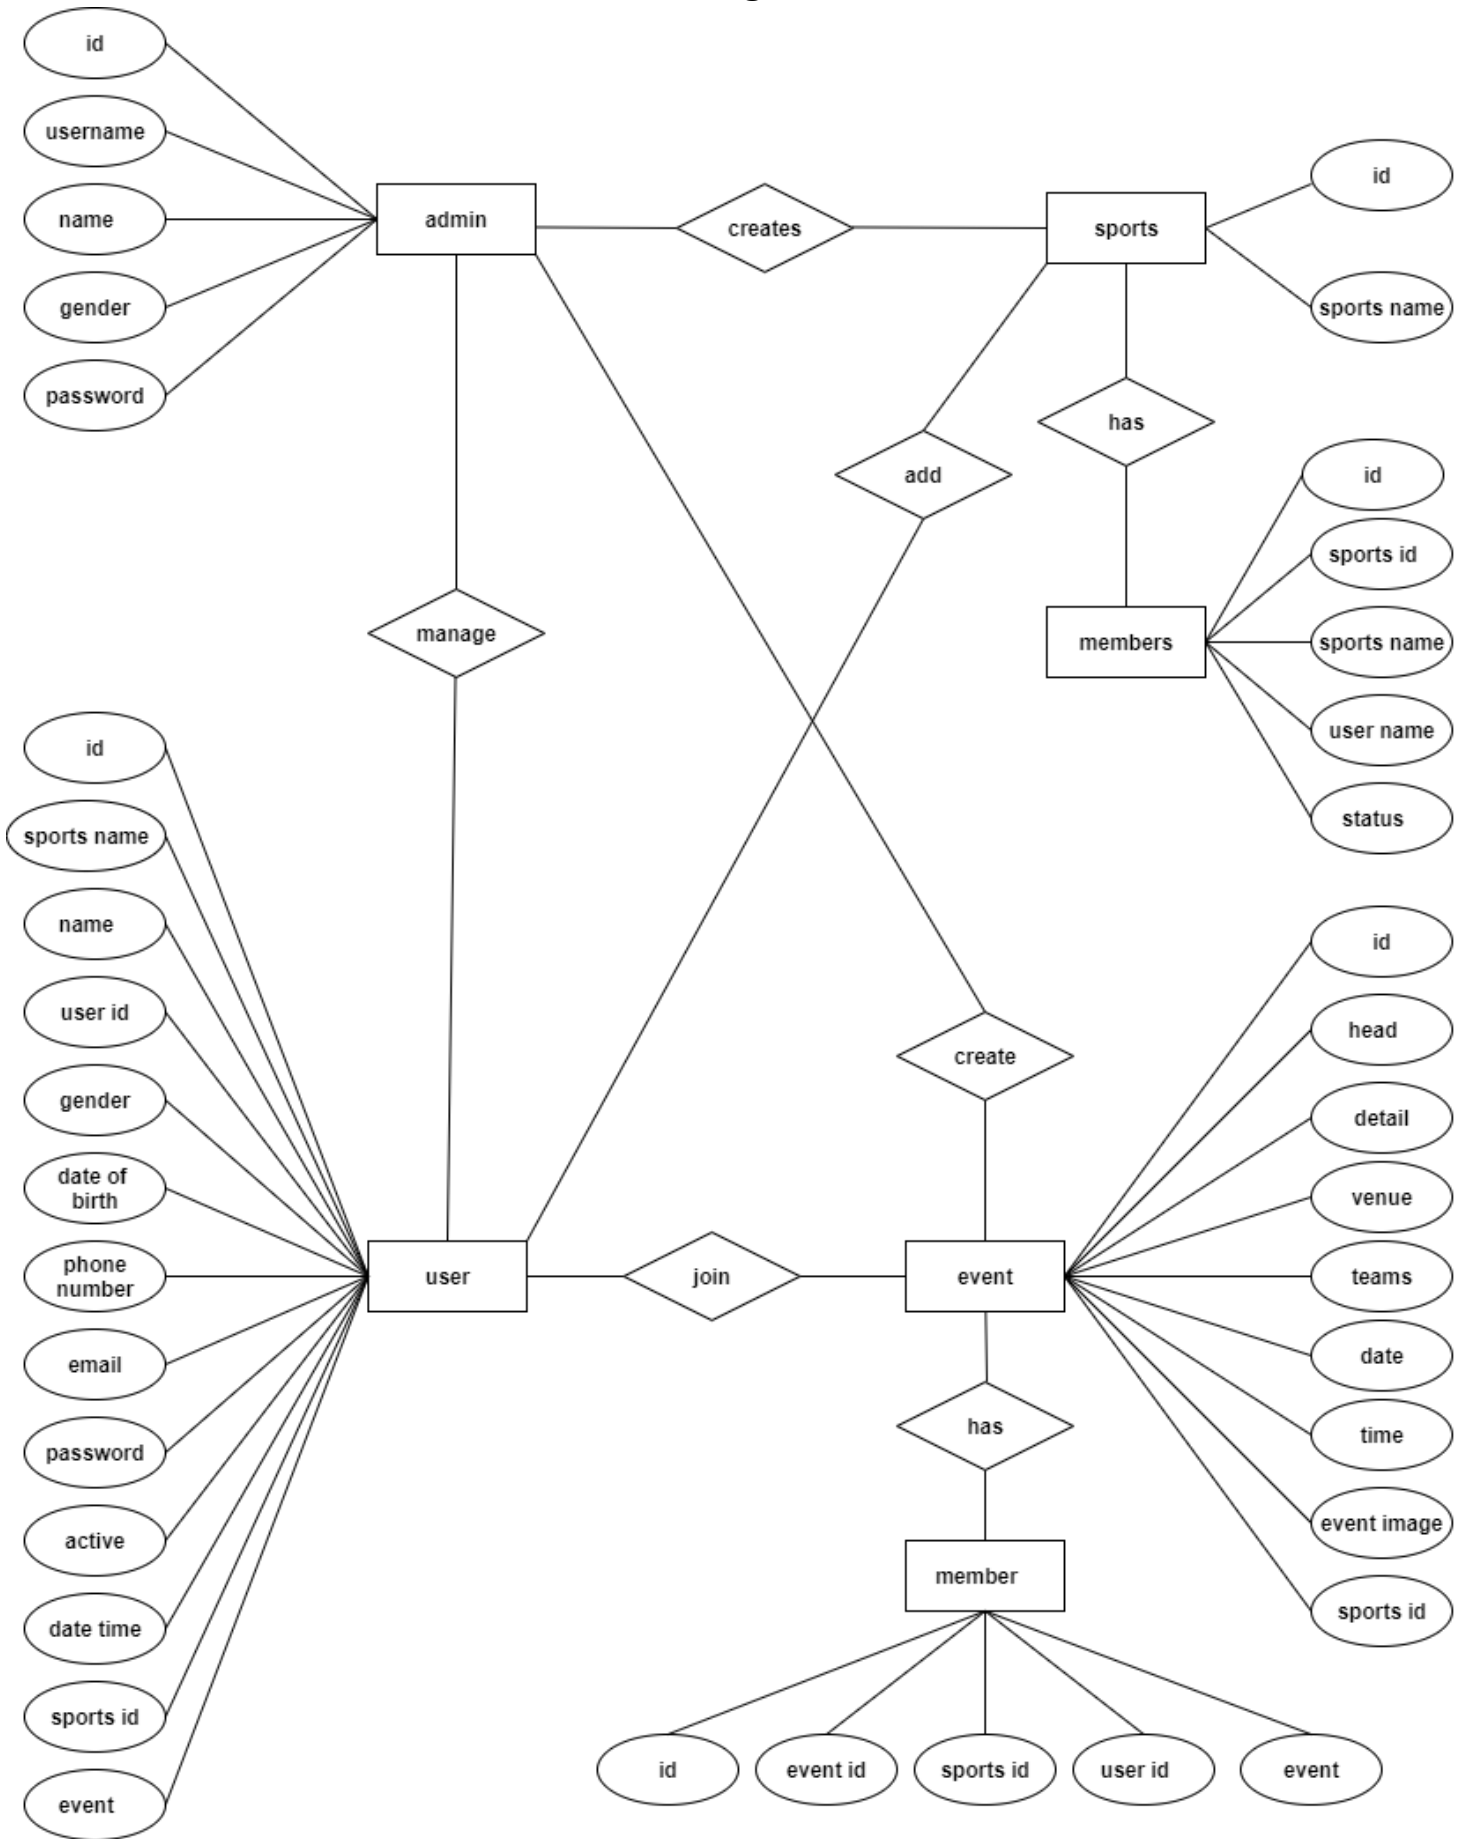 id
username
name
gender
password
admin
creates
sports
id
sports name
add
has
manage
members
id
sports id
sports name
user name
status
id
sports name
name
user id
gender
date of
birth
phone
number
email
password
active
date time
sports id
event
user
join
create
event
id
head
detail
venue
teams
date
time
event image
sports id
has
member
id
event id
sports id
user id
event